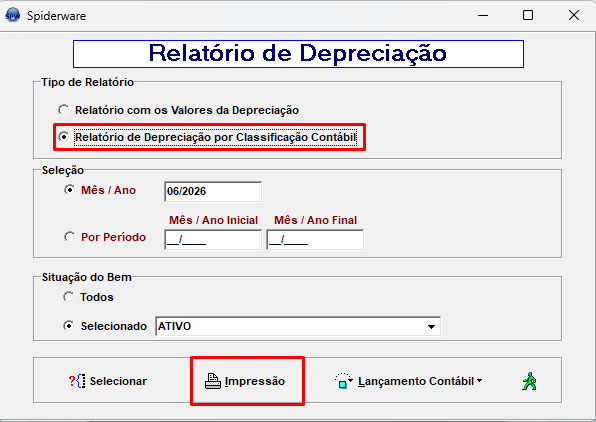 Spiderware
Relatório de Depreciação
Tipo de Relatório
Relatório com os Valores da Depreciação
Relatório de Depreciação por Classificação Contábil
Seleção
Mês / Ano 06/2026
Mês / Ano Inicial Mês / Ano Final
Por Período __/____ __/____
Situação do Bem
Todos
Selecionado ATIVO
?{} Selecionar Impressão Lançamento Contábil